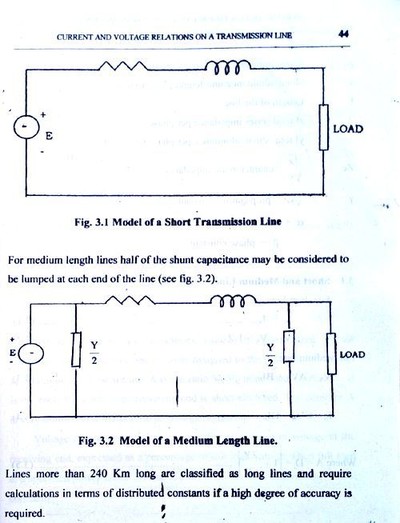 CURRENT AND VOLTAGE RELATIONS ON A TRANSMISSION LINE 44
+
E
-
LOAD
Fig. 3.1 Model of a Short Transmission Line
For medium length lines half of the shunt capacitance may be considered to
be lumped at each end of the line (see fig. 3.2).
+
E
-
Y
2
Y
2
LOAD
Fig. 3.2 Model of a Medium Length Line.
Lines more than 240 Km long are classified as long lines and require
calculations in terms of distributed constants if a high degree of accuracy is
required.